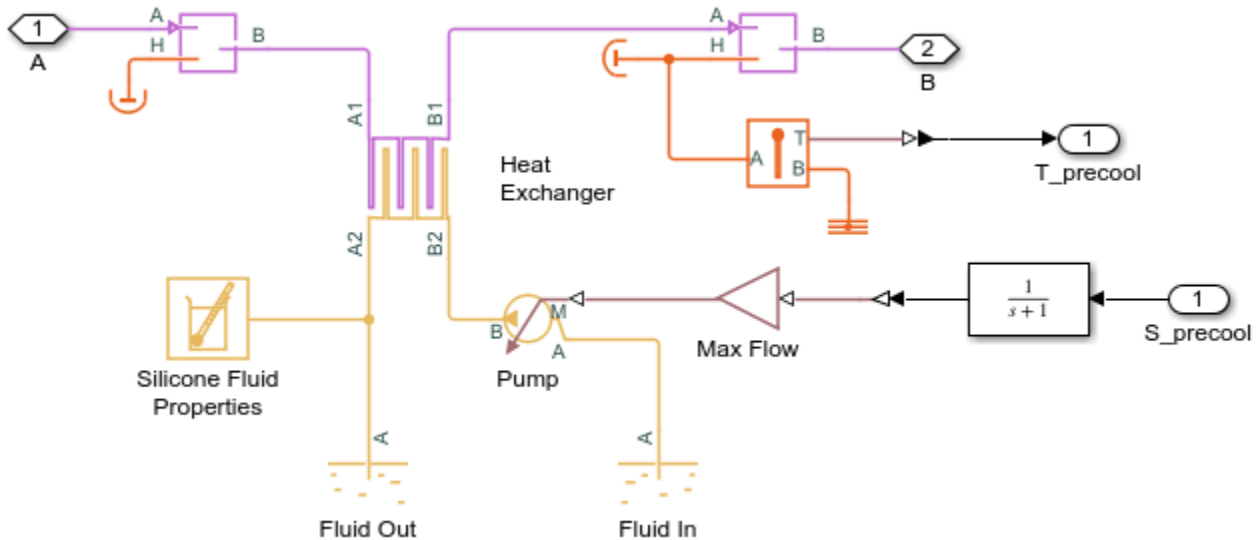 1
A
A
H
B
A1
B1
A
H
B
2
B
Heat
Exchanger
A
T
B
1
T_precool
A2
B2
B
M
A
Pump
Max Flow
1
s + 1
1
S_precool
Silicone Fluid
Properties
A
A
Fluid Out
Fluid In